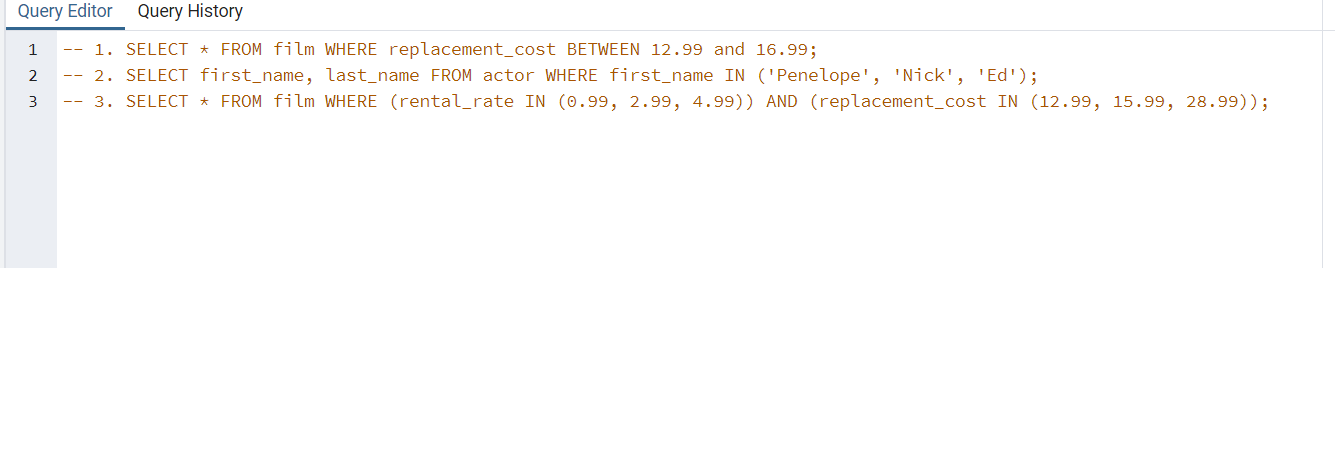 Query Editor Query History
1 -- 1. SELECT * FROM film WHERE replacement_cost BETWEEN 12.99 and 16.99;
2 -- 2. SELECT first_name, last_name FROM actor WHERE first_name IN ('Penelope', 'Nick', 'Ed');
3 -- 3. SELECT * FROM film WHERE (rental_rate IN (0.99, 2.99, 4.99)) AND (replacement_cost IN (12.99, 15.99, 28.99));